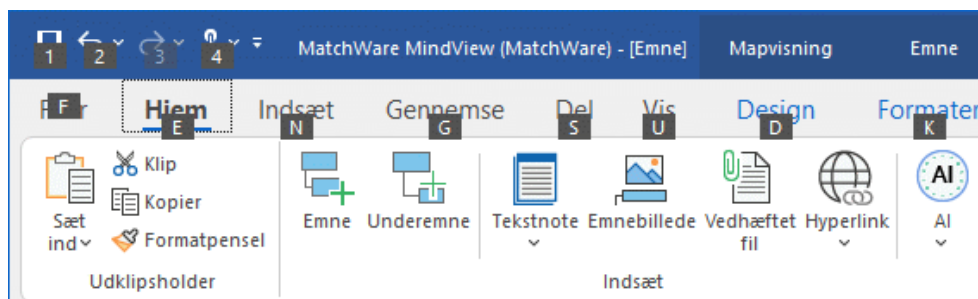 MatchWare MindView (MatchWare) - [Emne] Mapvisning Emne
1 2 3 4
Hjem Indsæt Gennemse Del Vis Design Formater
F E N G S U D K
Klip
Kopier
Formatpensel
Sæt
ind
Emne Underemne Tekstnote Emnebillede Vedhæftet
fil
Hyperlink AI
AI
Udklipsholder Indsæt